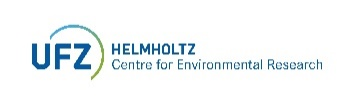 UFZ HELMHOLTZ
Centre for Environmental Research